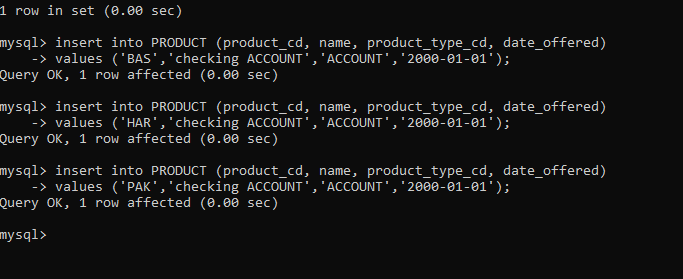 1 row in set (0.00 sec)
mysql> insert into PRODUCT (product_cd, name, product_type_cd, date_offered)
    -> values ('BAS','checking ACCOUNT','ACCOUNT','2000-01-01');
Query OK, 1 row affected (0.00 sec)
mysql> insert into PRODUCT (product_cd, name, product_type_cd, date_offered)
    -> values ('HAR','checking ACCOUNT','ACCOUNT','2000-01-01');
Query OK, 1 row affected (0.00 sec)
mysql> insert into PRODUCT (product_cd, name, product_type_cd, date_offered)
    -> values ('PAK','checking ACCOUNT','ACCOUNT','2000-01-01');
Query OK, 1 row affected (0.00 sec)
mysql>